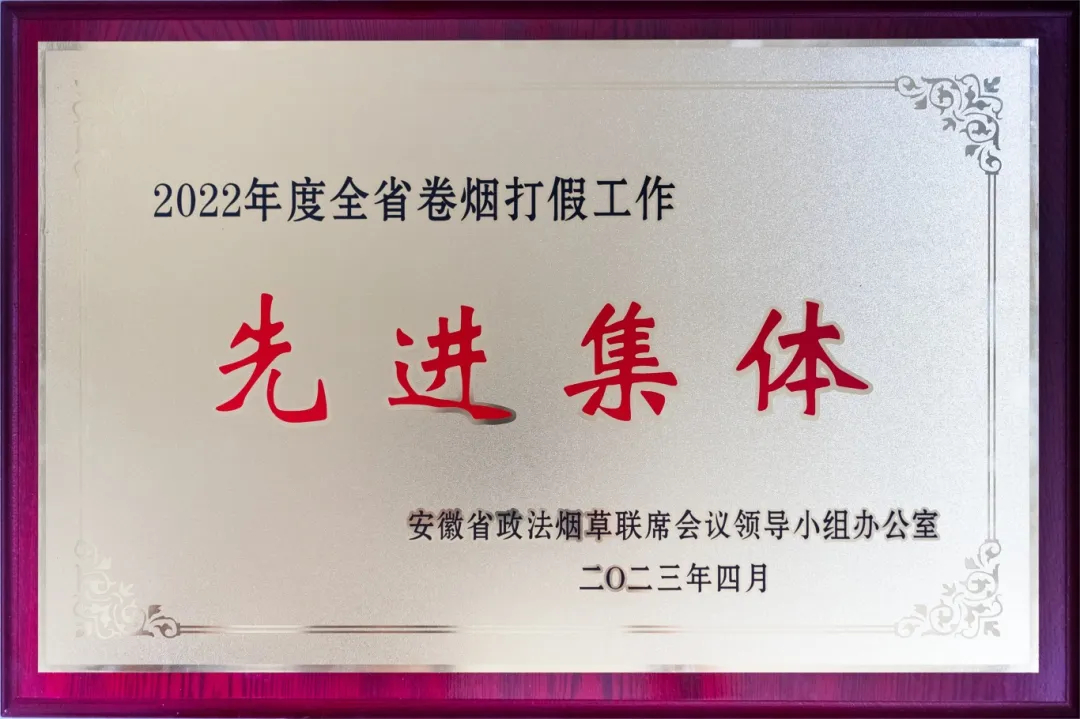 2022年度全省卷烟打假工作
先进集体
安徽省政法烟草联席会议领导小组办公室
二〇二三年四月